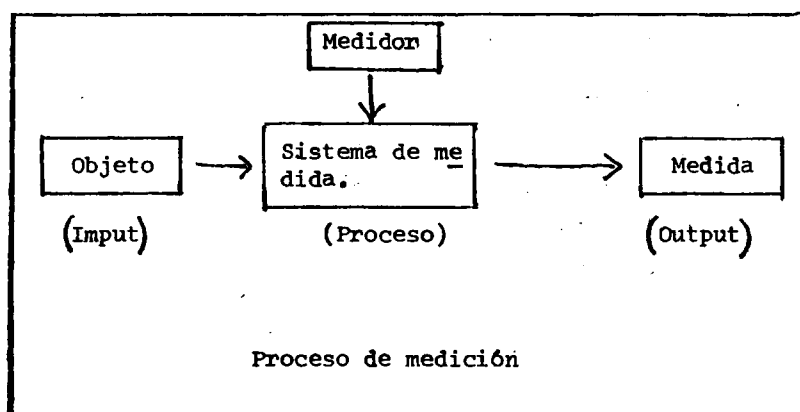 Medidor
Objeto
Sistema de me
dida.
Medida
(Imput)
(Proceso)
(Output)
Proceso de medición